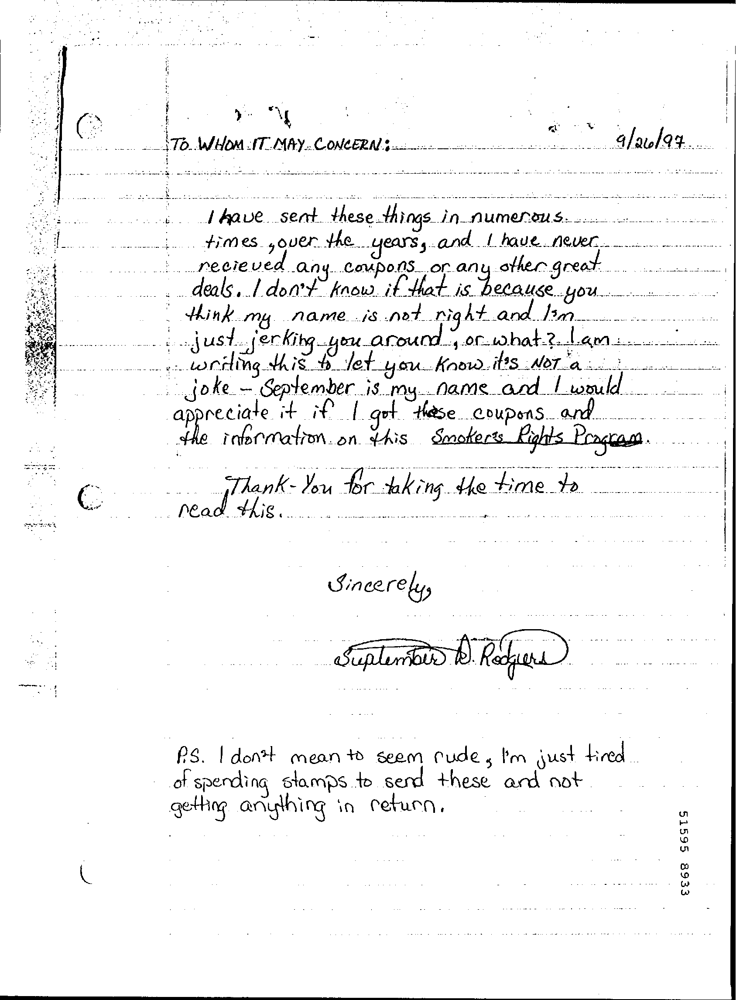 TO WHOM IT MAY CONCERN: 9/26/97
I have sent these things in numerous
times, over the years, and I have never
recieved any coupons or any other great
deals. I don't know if that is because you
think my name is not right and I'm
just jerking you around, or what? I am
writing this to let you know it's NOT a
joke - September is my name and I would
appreciate it if I got these coupons and
the information on this Smoker's Rights Program.
Thank-You for taking the time to
read this.
Sincerely,
September D. Rodgers
P.S. I don't mean to seem rude, I'm just tired
of spending stamps to send these and not
getting anything in return.
51595 8933